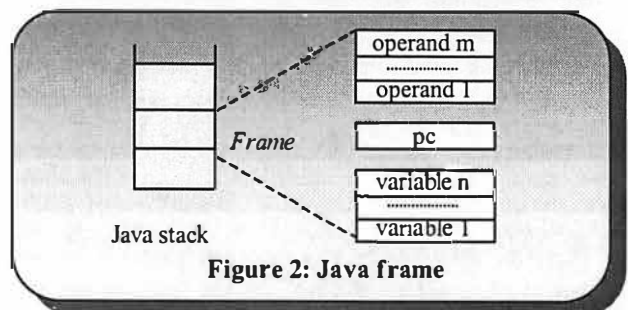 operand m
..................
operand 1
Frame
pc
variable n
..................
variable 1
Java stack
Figure 2: Java frame